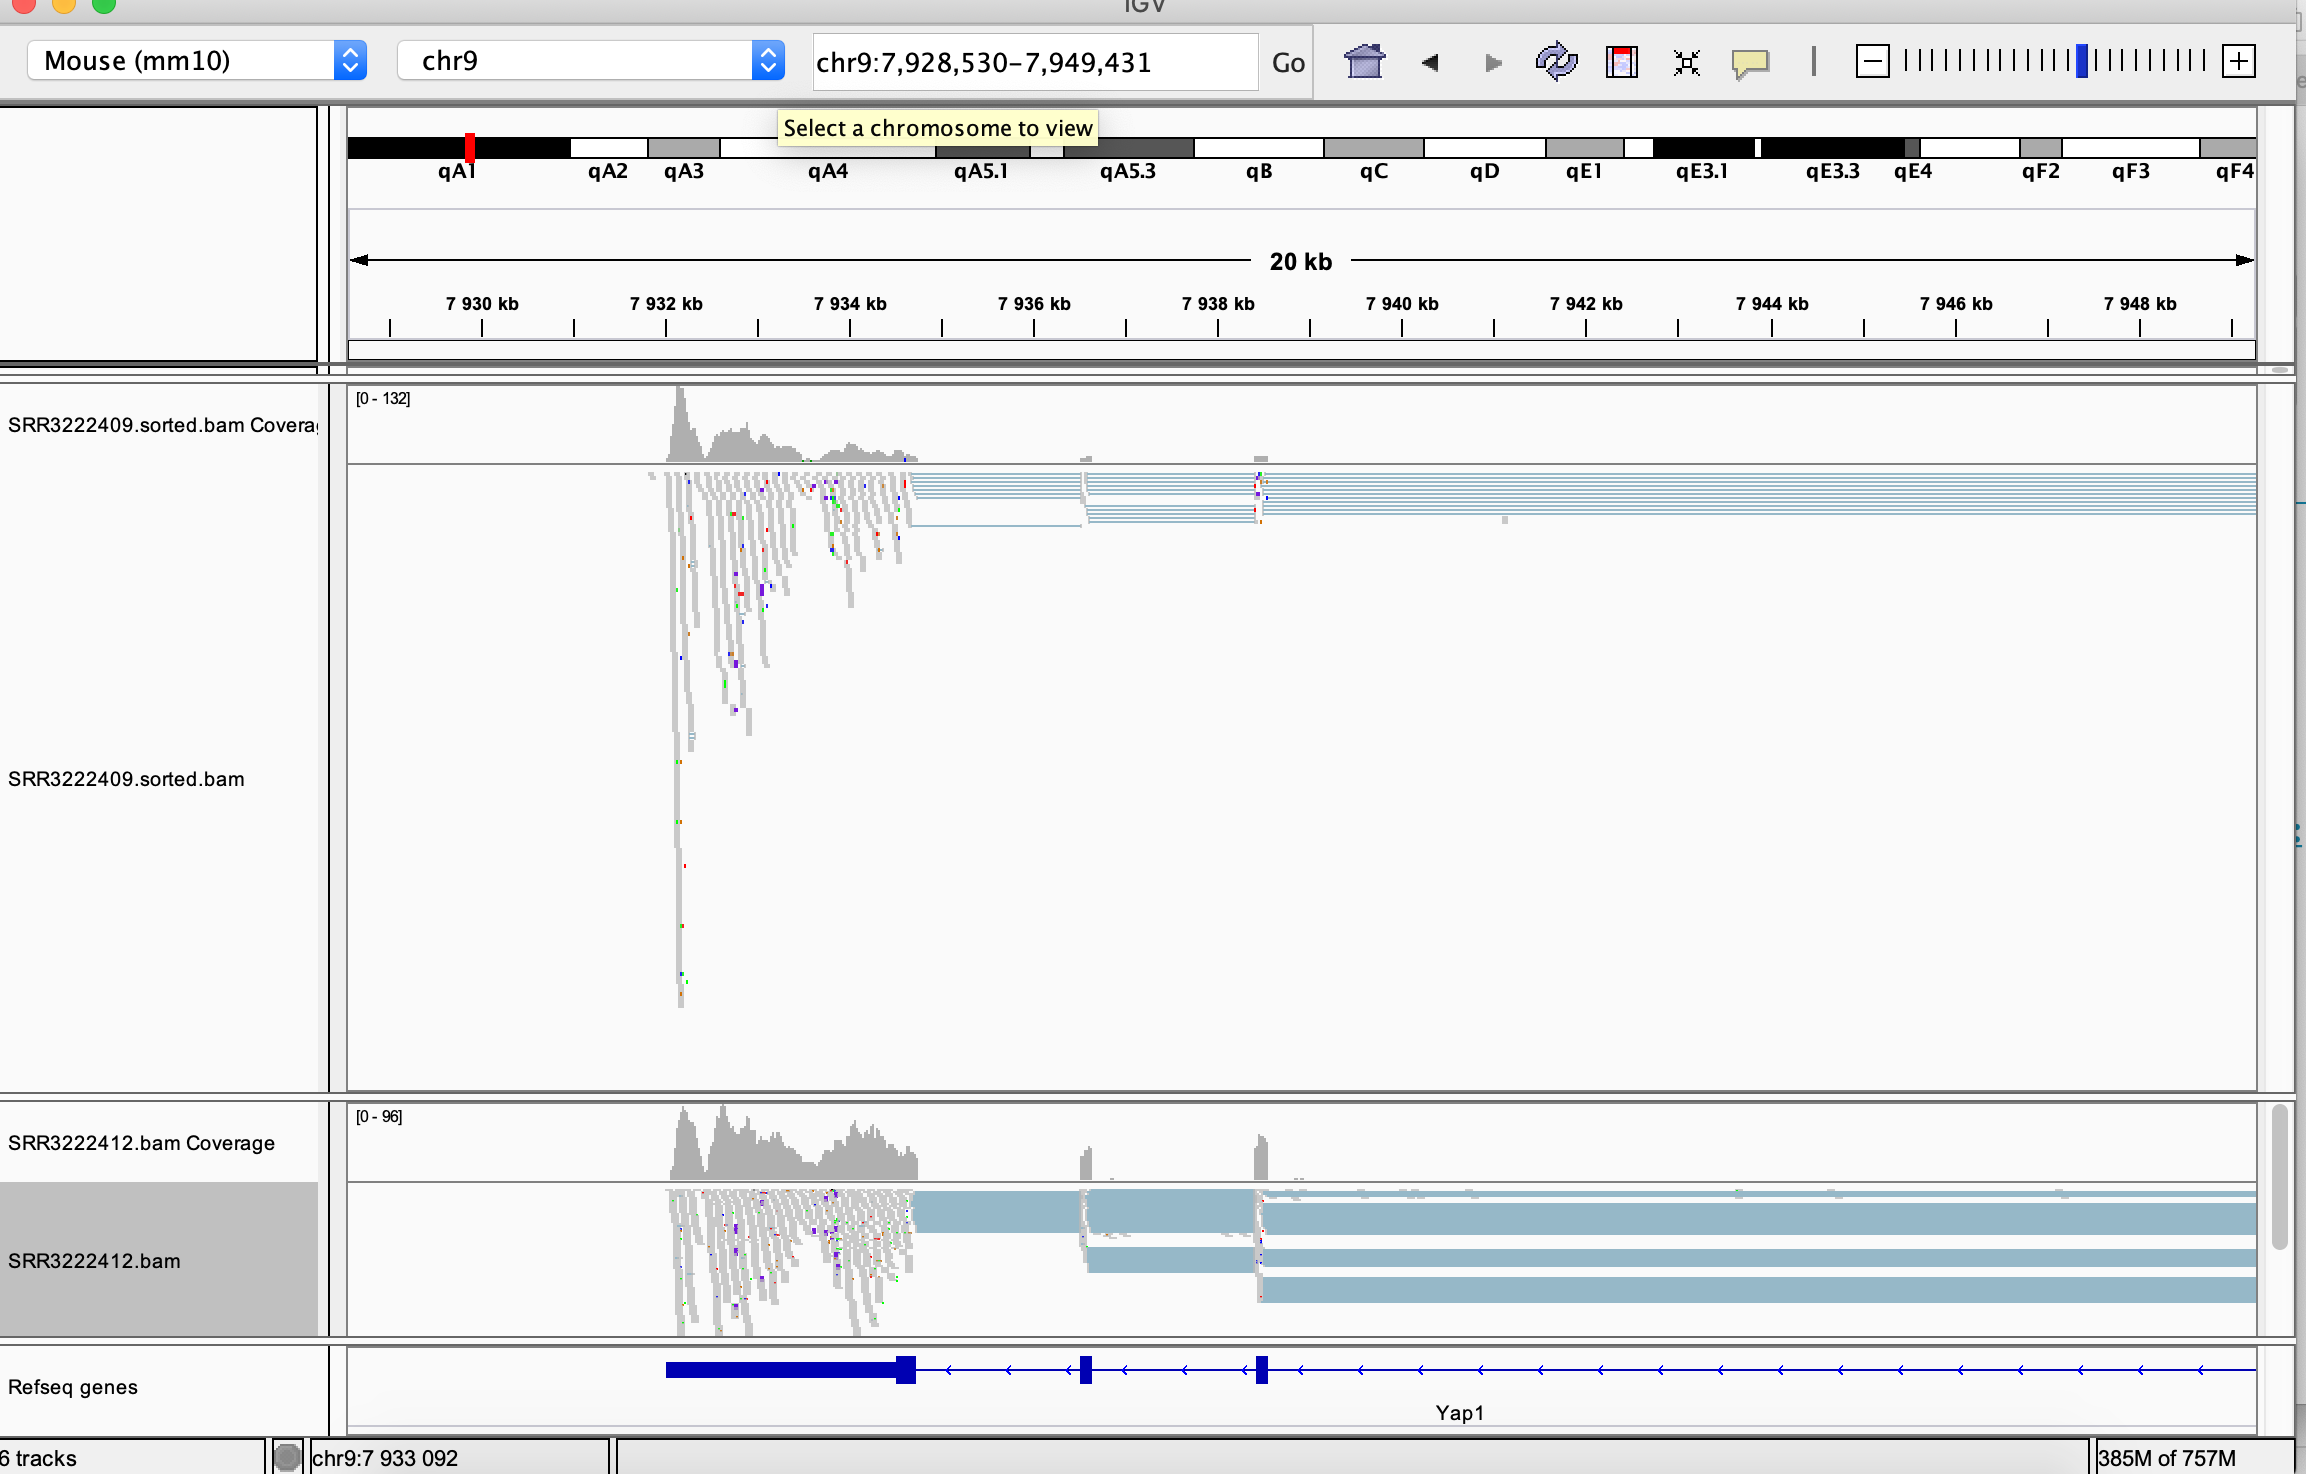 IGV
Mouse (mm10) chr9 chr9:7,928,530-7,949,431 Go
Select a chromosome to view
qA1 qA2 qA3 qA4 qA5.1 qA5.3 qB qC qD qE1 qE3.1 qE3.3 qE4 qF2 qF3 qF4
20 kb
7 930 kb 7 932 kb 7 934 kb 7 936 kb 7 938 kb 7 940 kb 7 942 kb 7 944 kb 7 946 kb 7 948 kb
[0 - 132]
SRR3222409.sorted.bam Covera
SRR3222409.sorted.bam
[0 - 96]
SRR3222412.bam Coverage
SRR3222412.bam
Refseq genes
Yap1
6 tracks chr9:7 933 092 385M of 757M